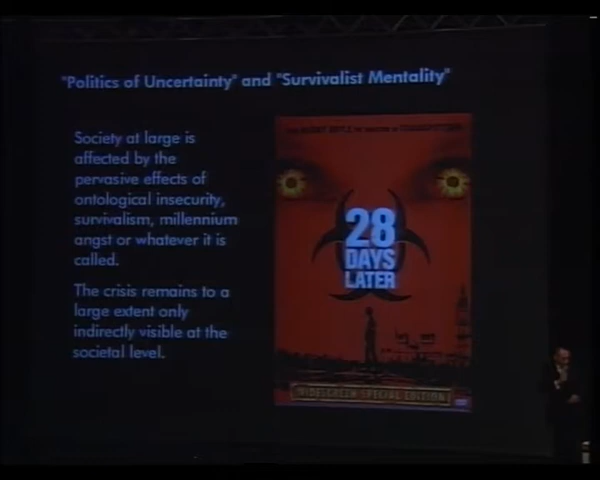 "Politics of Uncertainty" and "Survivalist Mentality"
Society at large is
affected by the
pervasive effects of
ontological insecurity,
survivalism, millennium
angst or whatever it is
called.
The crisis remains to a
large extent only
indirectly visible at the
societal level.
28
DAYS
LATER
WIDESCREEN SPECIAL EDITION